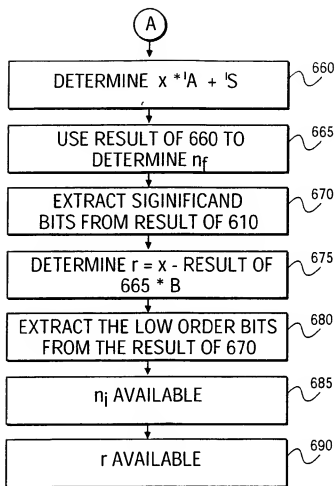 A
DETERMINE x *ˡA + ˡS
660
USE RESULT OF 660 TO
DETERMINE nf
665
EXTRACT SIGINIFICAND
BITS FROM RESULT OF 610
670
DETERMINE r = x - RESULT OF
665 * B
675
EXTRACT THE LOW ORDER BITS
FROM THE RESULT OF 670
680
ni AVAILABLE
685
r AVAILABLE
690